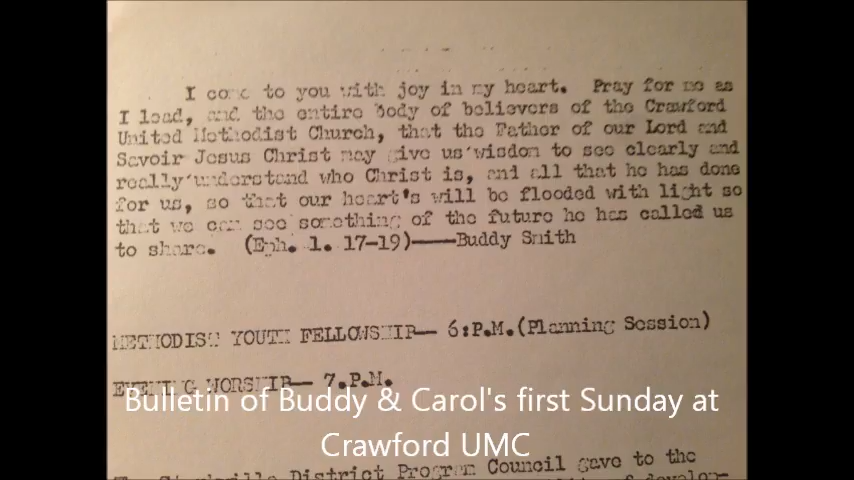 I come to you with joy in my heart. Pray for me as
I lead, and the entire body of believers of the Crawford
United Methodist Church, that the Father of our Lord and
Savoir Jesus Christ may give us wisdom to see clearly and
really understand who Christ is, and all that he has done
for us, so that our heart's will be flooded with light so
that we can see something of the future he has called us
to share. (Eph. 1. 17-19)——Buddy Smith
METHODIST YOUTH FELLOWSHIP— 6:P.M.(Planning Session)
EVENING WORSHIP— 7.P.M.
Bulletin of Buddy & Carol's first Sunday at
Crawford UMC
The Starkville District Program Council gave to the
of develop-